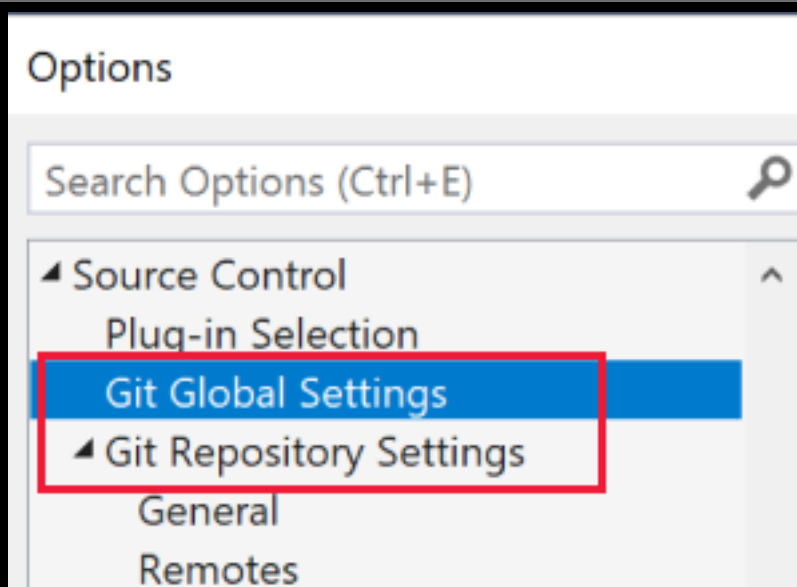 Options
Search Options (Ctrl+E)
Source Control
Plug-in Selection
Git Global Settings
Git Repository Settings
General
Remotes